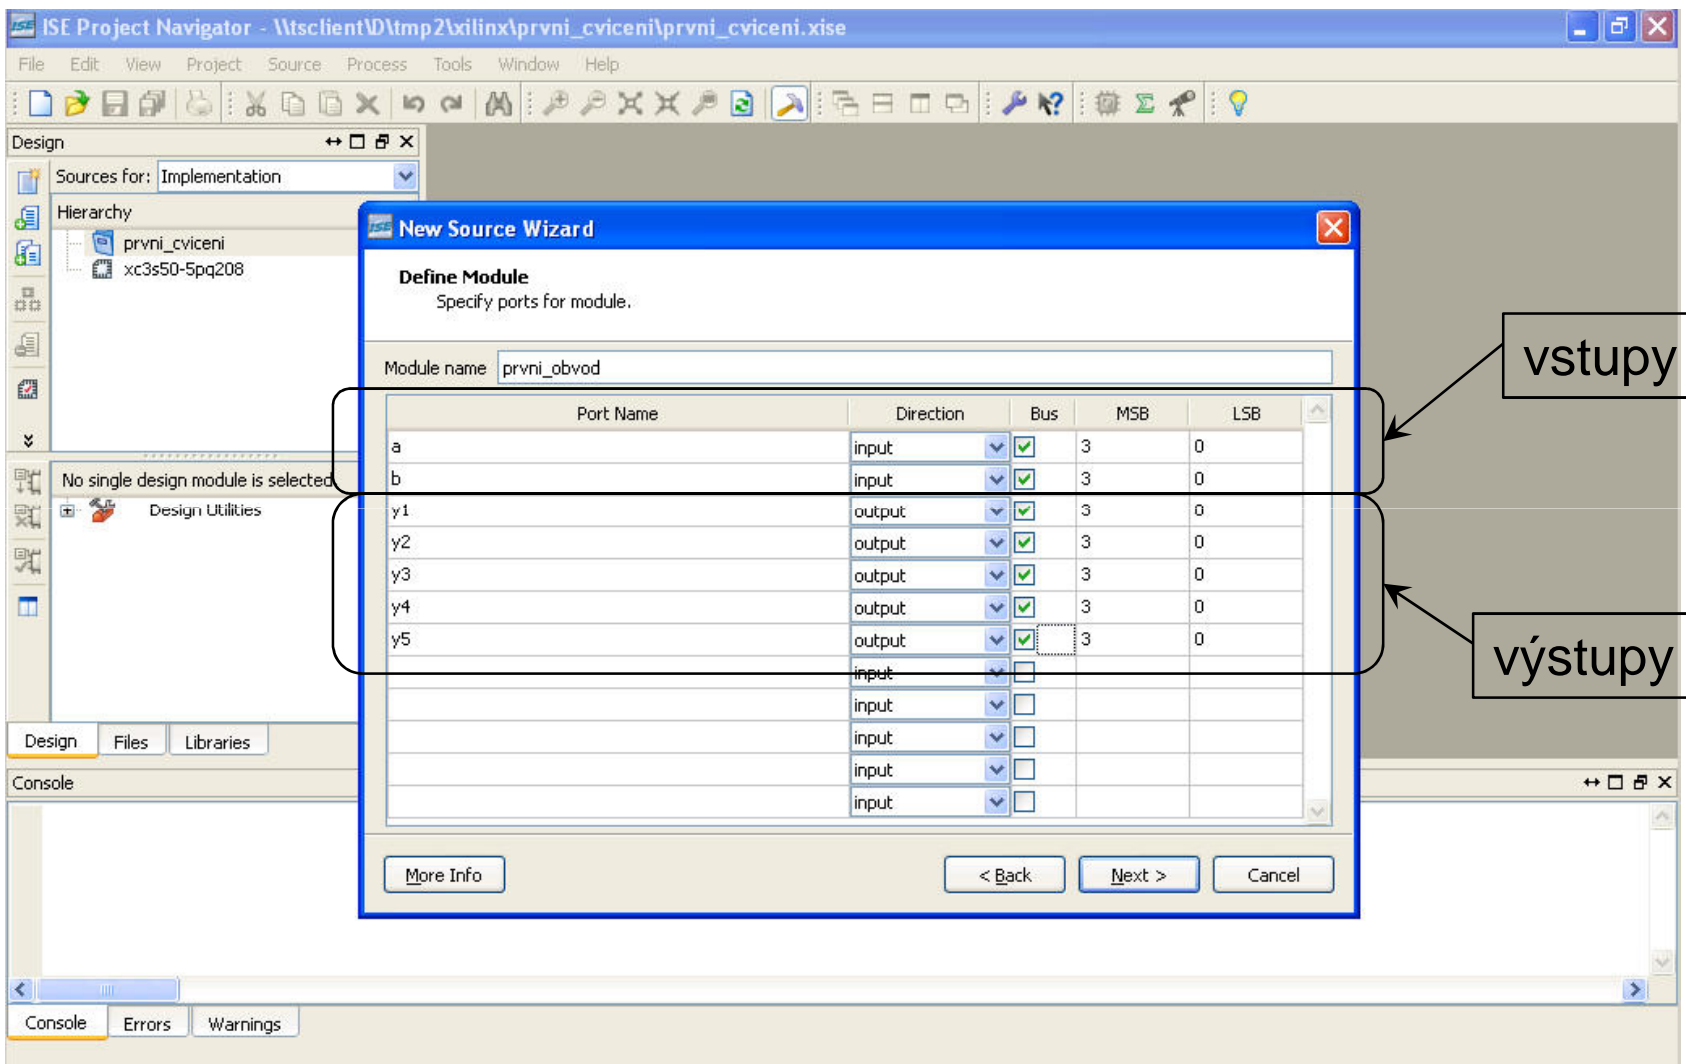 ISE Project Navigator - \\tsclient\D\tmp2\xilinx\prvni_cviceni\prvni_cviceni.xise
File Edit View Project Source Process Tools Window Help
Design
Sources for: Implementation
Hierarchy
prvni_cviceni
xc3s50-5pq208
No single design module is selected
Design Utilities
Design Files Libraries
New Source Wizard
Define Module
Specify ports for module.
Module name prvni_obvod
Port Name Direction Bus MSB LSB
a input 3 0
b input 3 0
y1 output 3 0
y2 output 3 0
y3 output 3 0
y4 output 3 0
y5 output 3 0
input
input
input
input
input
More Info < Back Next > Cancel
vstupy
výstupy
Console
Console Errors Warnings